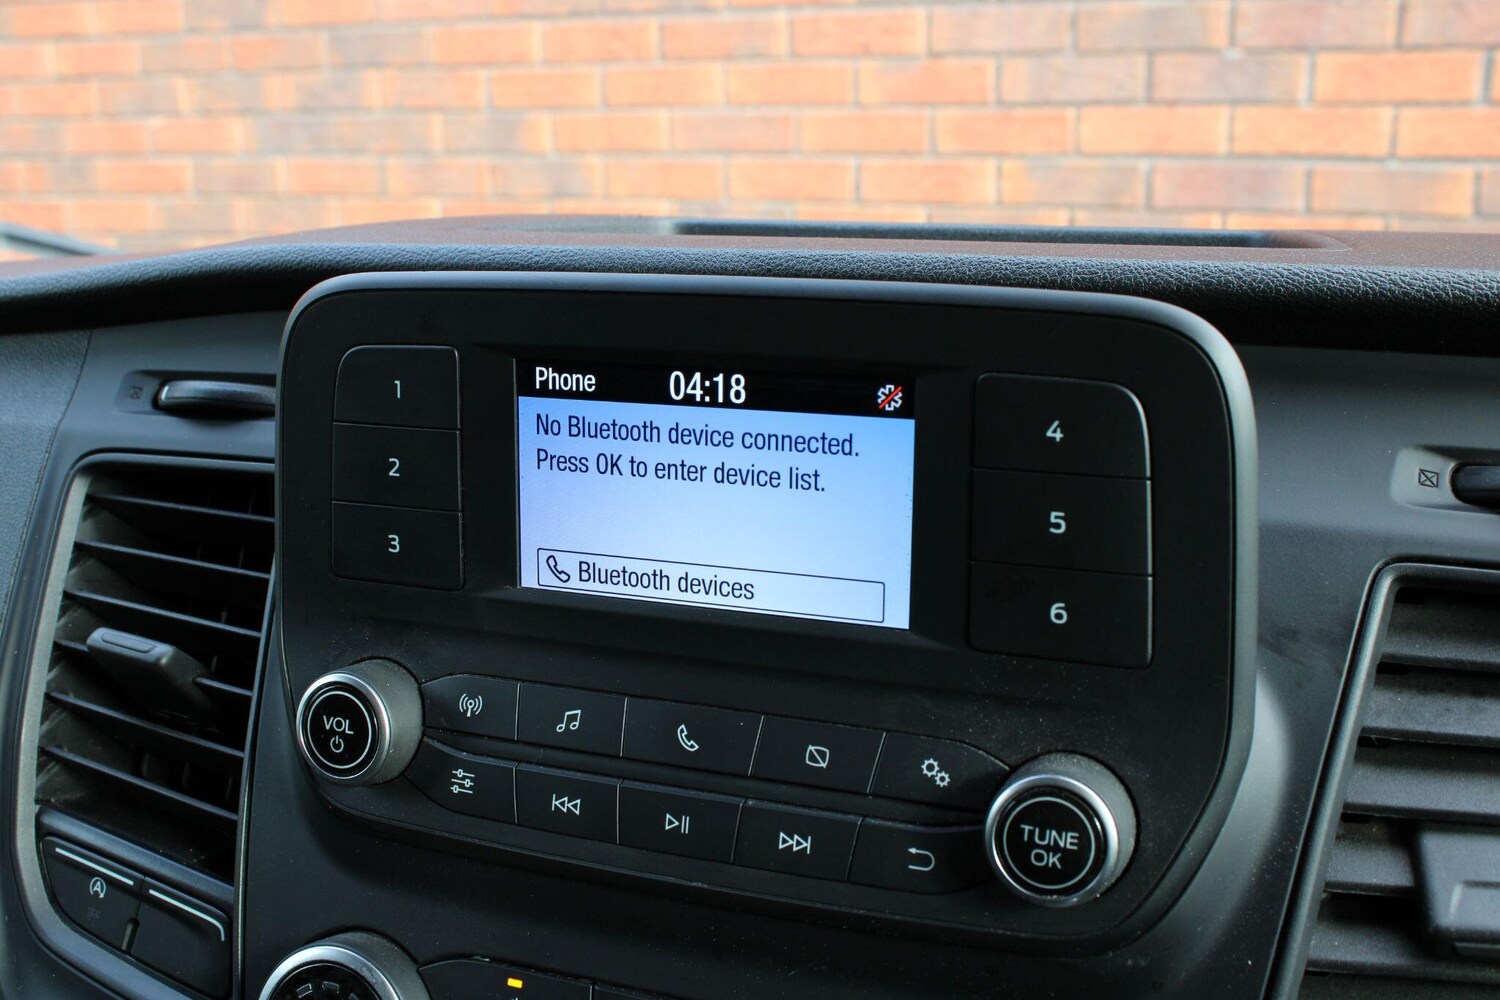 Phone 04:18
No Bluetooth device connected.
Press OK to enter device list.
Bluetooth devices
1
2
3
4
5
6
VOL
TUNE
OK
A